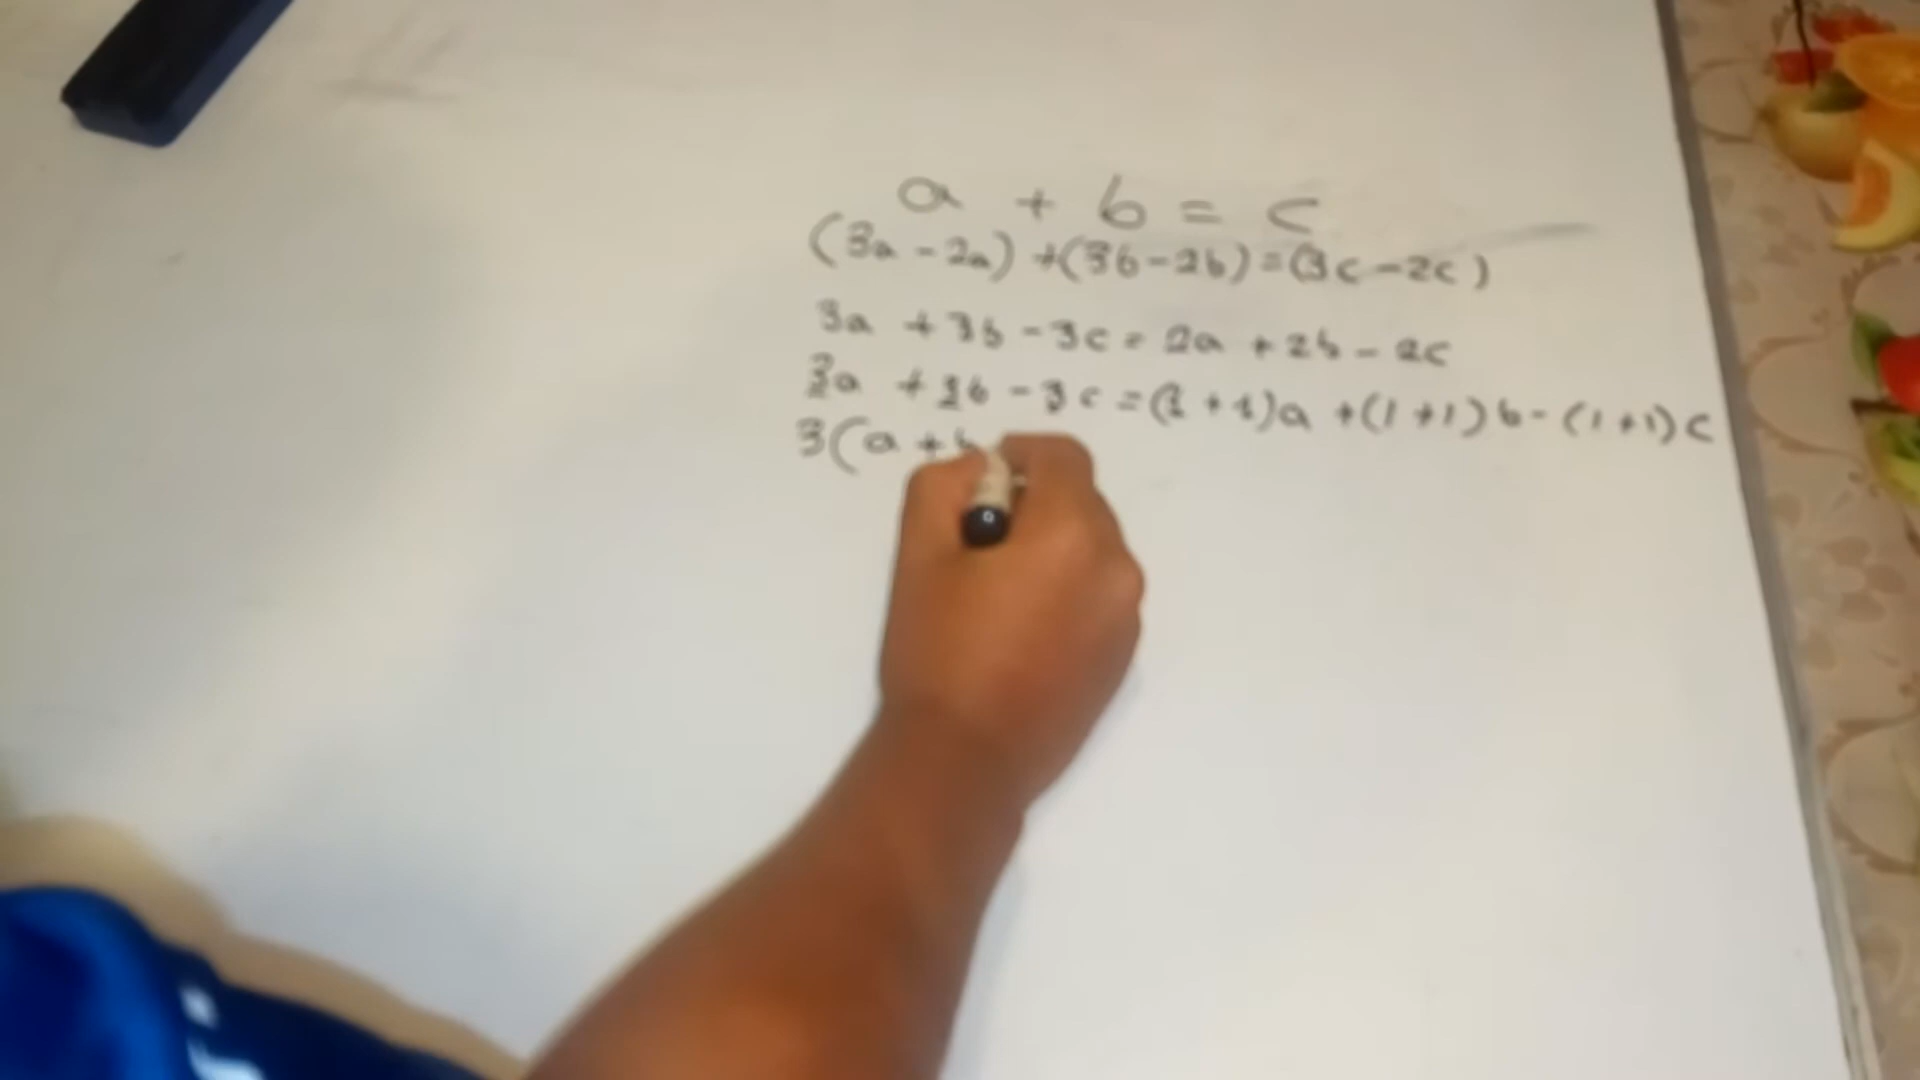 a + b = c
(3a - 2a) + (3b - 2b) = (3c - 2c)
3a + 3b - 3c = 2a + 2b - 2c
3a + 3b - 3c = (1 + 1)a + (1 + 1)b - (1 + 1)c
3(a + b